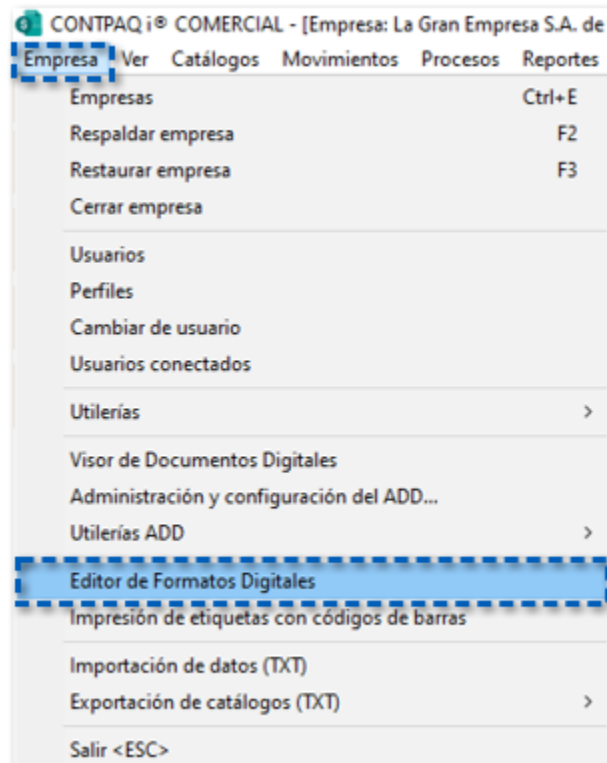 CONTPAQ i® COMERCIAL - [Empresa: La Gran Empresa S.A. de
Empresa Ver Catálogos Movimientos Procesos Reportes
Empresas Ctrl+E
Respaldar empresa F2
Restaurar empresa F3
Cerrar empresa
Usuarios
Perfiles
Cambiar de usuario
Usuarios conectados
Utilerías >
Visor de Documentos Digitales
Administración y configuración del ADD...
Utilerías ADD >
Editor de Formatos Digitales
Impresión de etiquetas con códigos de barras
Importación de datos (TXT)
Exportación de catálogos (TXT) >
Salir <ESC>